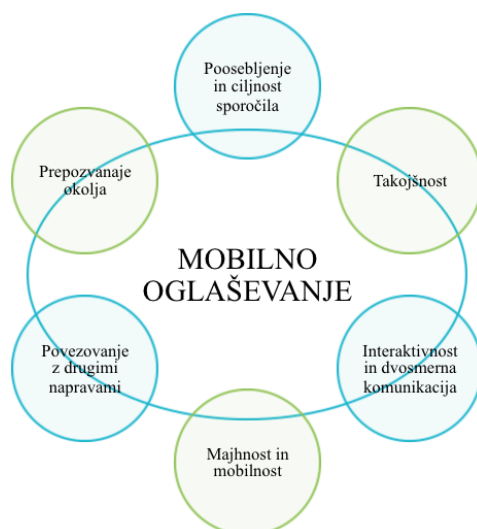 Poosebljenje
in ciljnost
sporočila
Prepozvanaje
okolja
Takojšnost
MOBILNO
OGLAŠEVANJE
Povezovanje
z drugimi
napravami
Interaktivnost
in dvosmerna
komunikacija
Majhnost in
mobilnost